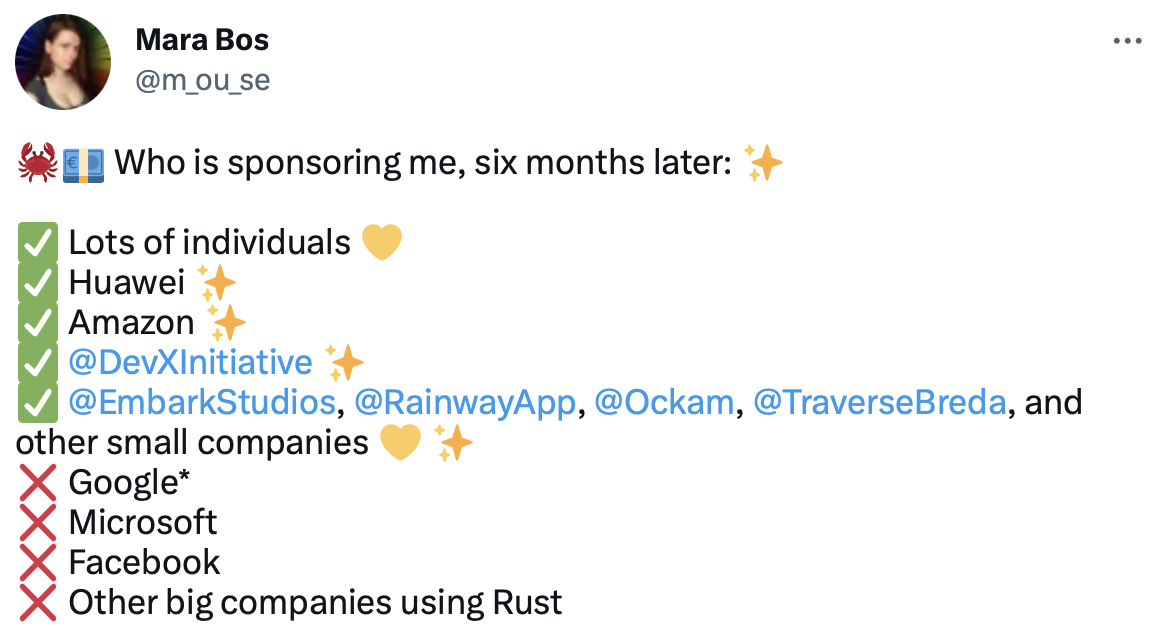 Mara Bos
@m_ou_se
🦀💶 Who is sponsoring me, six months later: ✨
✅ Lots of individuals 💛
✅ Huawei ✨
✅ Amazon ✨
✅ @DevXInitiative ✨
✅ @EmbarkStudios, @RainwayApp, @Ockam, @TraverseBreda, and
other small companies 💛 ✨
❌ Google*
❌ Microsoft
❌ Facebook
❌ Other big companies using Rust